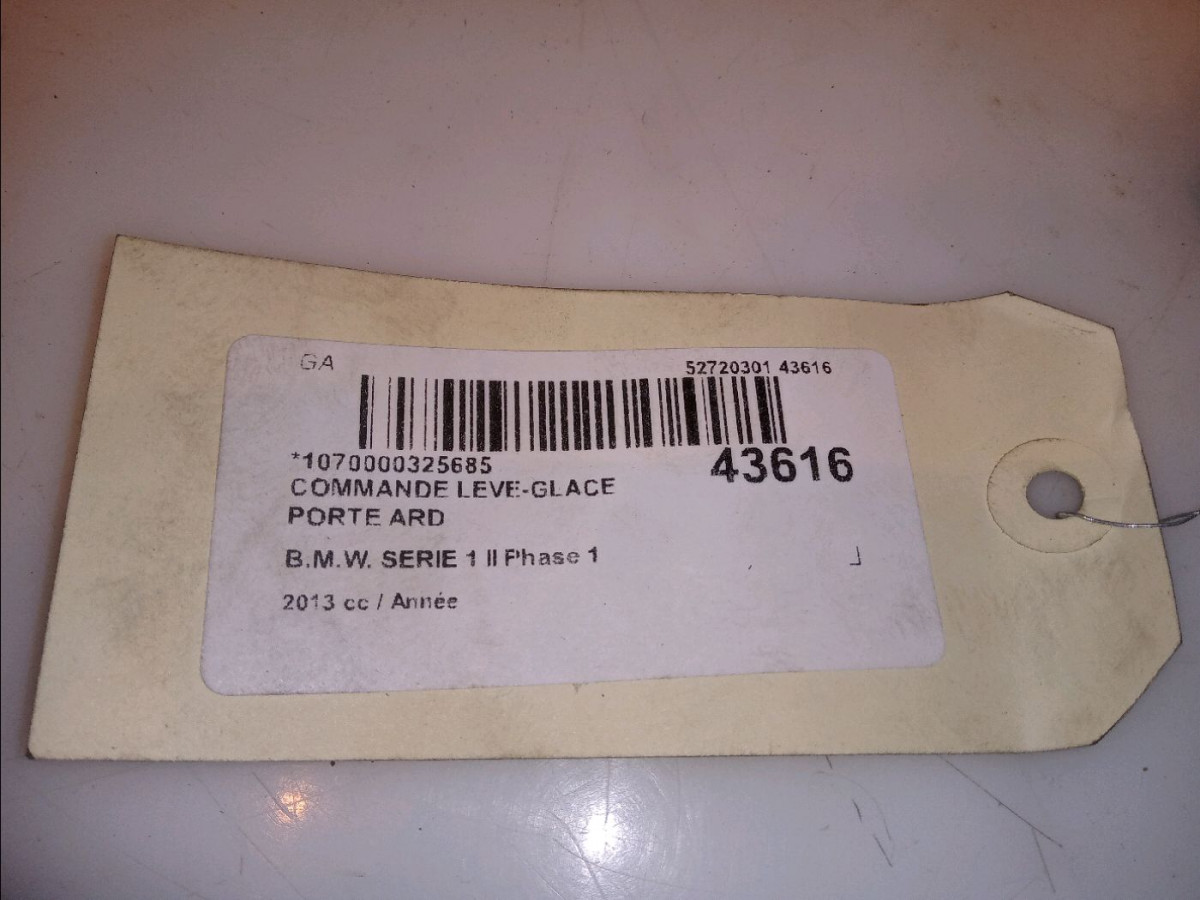 GA
52720301 43616
*1070000325685
43616
COMMANDE LEVE-GLACE
PORTE ARD
B.M.W. SERIE 1 II Phase 1
2013 cc / Année